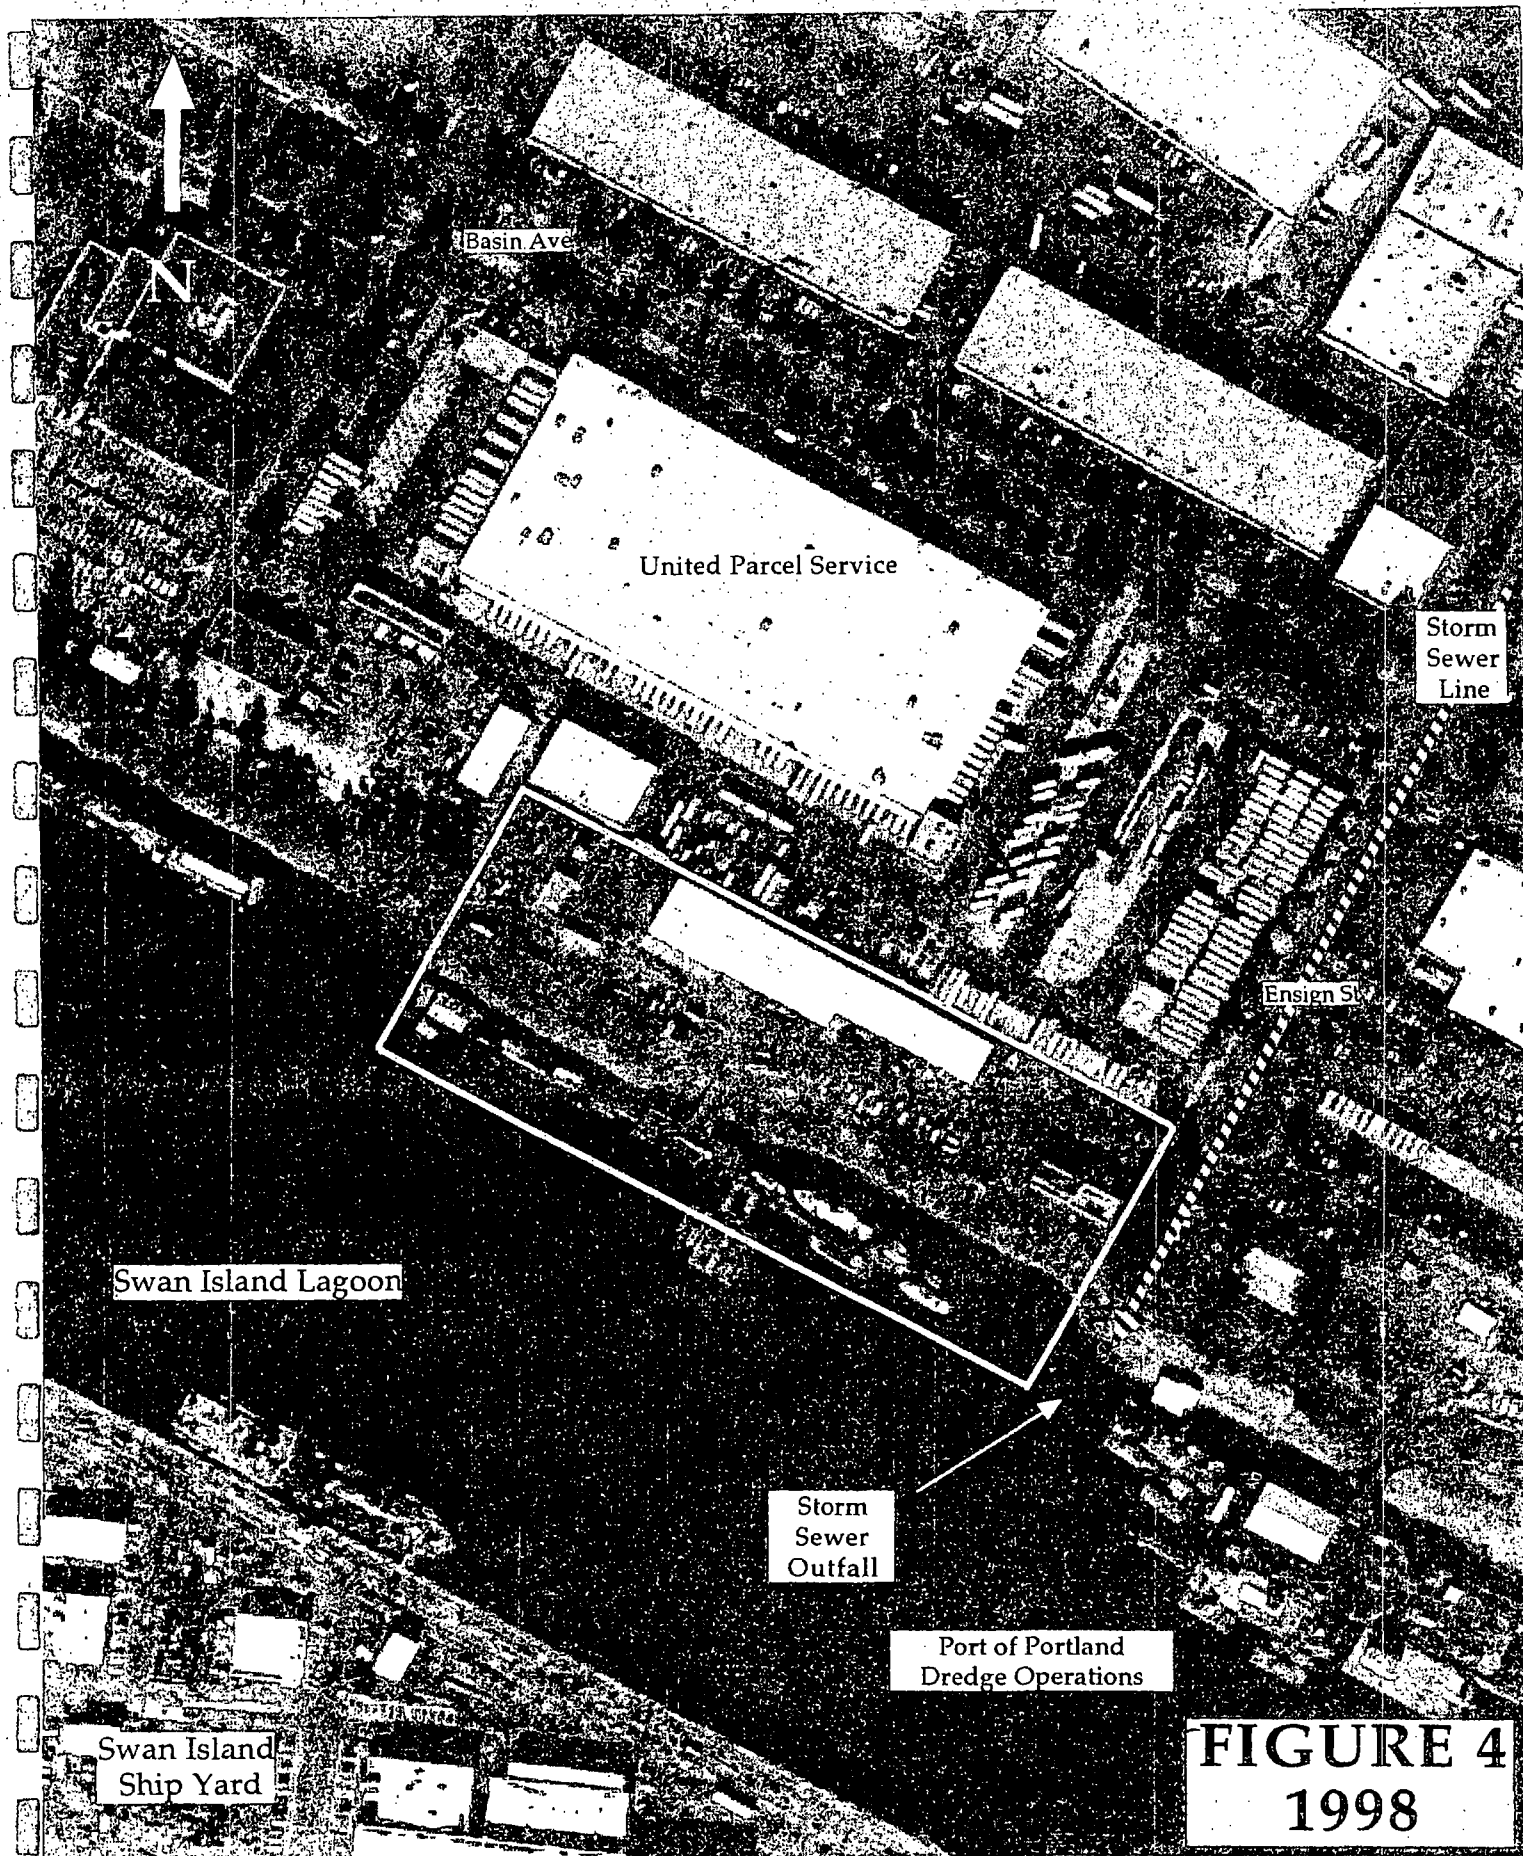 N
Basin Ave
United Parcel Service
Storm
Sewer
Line
Ensign St
Swan Island Lagoon
Storm
Sewer
Outfall
Port of Portland
Dredge Operations
Swan Island
Ship Yard
FIGURE 4
1998